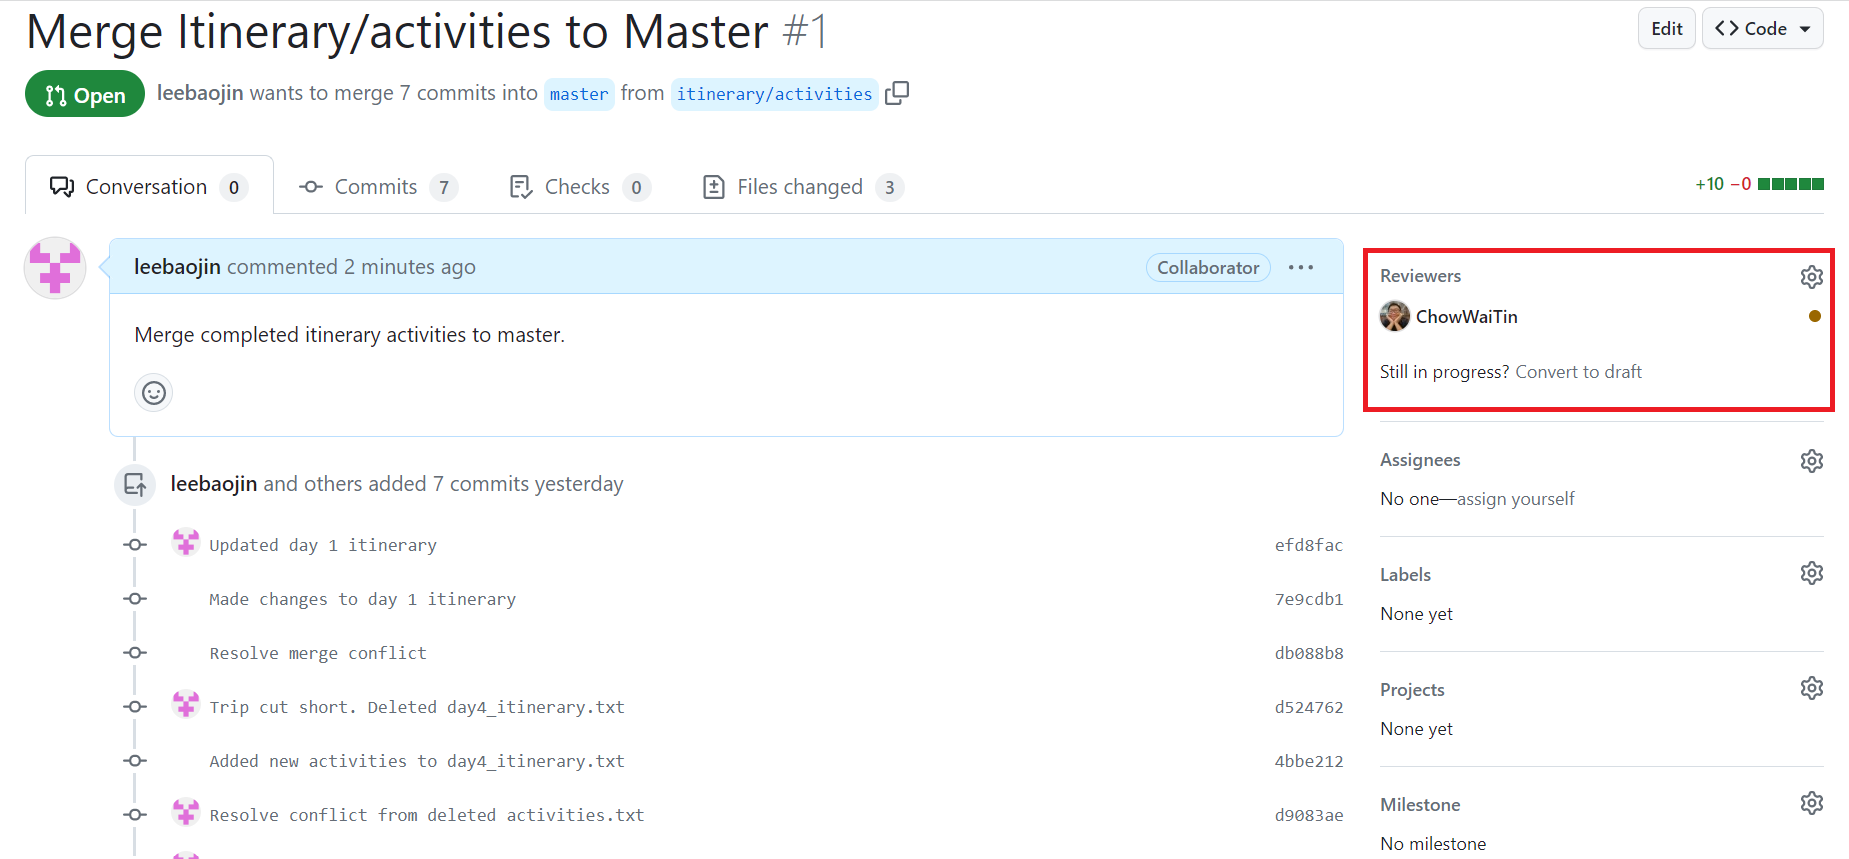 Merge Itinerary/activities to Master #1
Edit
Code
Open
leebaojin wants to merge 7 commits into master from itinerary/activities
Conversation 0
Commits 7
Checks 0
Files changed 3
+10 −0
leebaojin commented 2 minutes ago
Collaborator
Merge completed itinerary activities to master.
leebaojin and others added 7 commits yesterday
Updated day 1 itinerary efd8fac
Made changes to day 1 itinerary 7e9cdb1
Resolve merge conflict db088b8
Trip cut short. Deleted day4_itinerary.txt d524762
Added new activities to day4_itinerary.txt 4bbe212
Resolve conflict from deleted activities.txt d9083ae
Reviewers
ChowWaiTin
Still in progress? Convert to draft
Assignees
No one—assign yourself
Labels
None yet
Projects
None yet
Milestone
No milestone